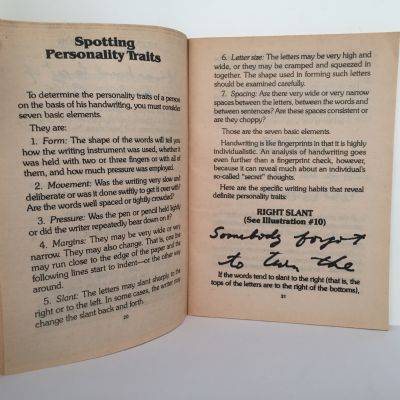 Spotting
Personality Traits
To determine the personality traits of a person
on the basis of his handwriting, you must consider
seven basic elements.
They are:
1. Form: The shape of the words will tell you
how the writing instrument was used, whether it
was held with two or three fingers or with all of
them, and how much pressure was employed.
2. Movement: Was the writing very slow and
deliberate or was it done swiftly to get it over with?
Are the words well spaced or tightly crowded?
3. Pressure: Was the pen or pencil held lightly
or did the writer repeatedly bear down on it?
4. Margins: They may be very wide or very
narrow. They may also change. That is, one line
may run close to the edge of the paper and the
following lines start to indent—or the other way
around.
5. Slant: The letters may slant sharply to the
right or to the left. In some cases, the writer may
change the slant back and forth.
20
6. Letter size: The letters may be very high and
wide, or they may be cramped and squeezed in
together. The shape used in forming such letters
should be examined carefully.
7. Spacing: Are there very wide or very narrow
spaces between the letters, between the words and
between sentences? Are these spaces consistent or
are they choppy?
Those are the seven basic elements.
Handwriting is like fingerprints in that it is highly
individualistic. An analysis of handwriting goes
even further than a fingerprint check, however,
because it can reveal much about an individual's
so-called "secret" thoughts.
Here are the specific writing habits that reveal
definite personality traits:
RIGHT SLANT
(See Illustration #10)
Somebody forgot
to turn the
If the words tend to slant to the right (that is, the
tops of the letters are to the right of the bottoms),
21